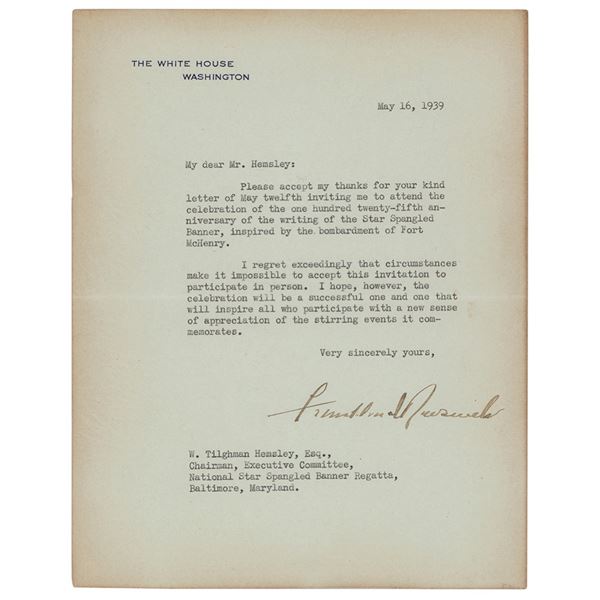 THE WHITE HOUSE
WASHINGTON
May 16, 1939
My dear Mr. Hemsley:
Please accept my thanks for your kind
letter of May twelfth inviting me to attend the
celebration of the one hundred twenty-fifth an-
niversary of the writing of the Star Spangled
Banner, inspired by the bombardment of Fort
McHenry.
I regret exceedingly that circumstances
make it impossible to accept this invitation to
participate in person. I hope, however, the
celebration will be a successful one and one that
will inspire all who participate with a new sense
of appreciation of the stirring events it com-
memorates.
Very sincerely yours,
Franklin D Roosevelt
W. Tilghman Hemsley, Esq.,
Chairman, Executive Committee,
National Star Spangled Banner Regatta,
Baltimore, Maryland.